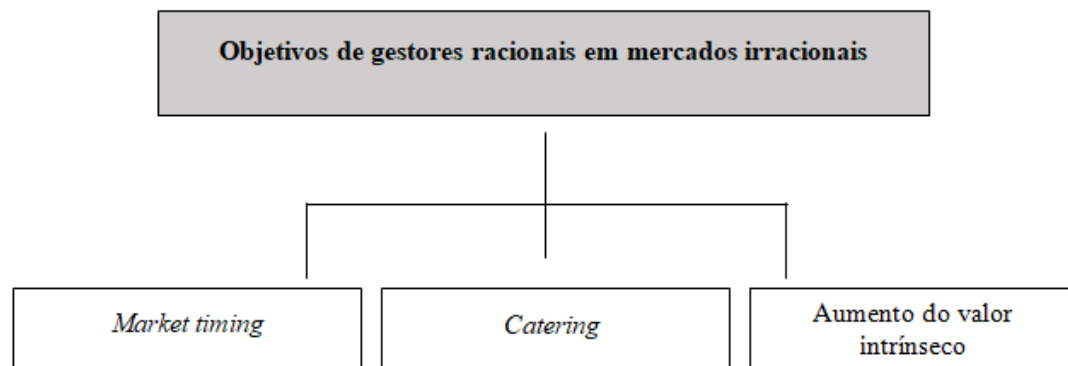 Objetivos de gestores racionais em mercados irracionais
Market timing
Catering
Aumento do valor
intrínseco